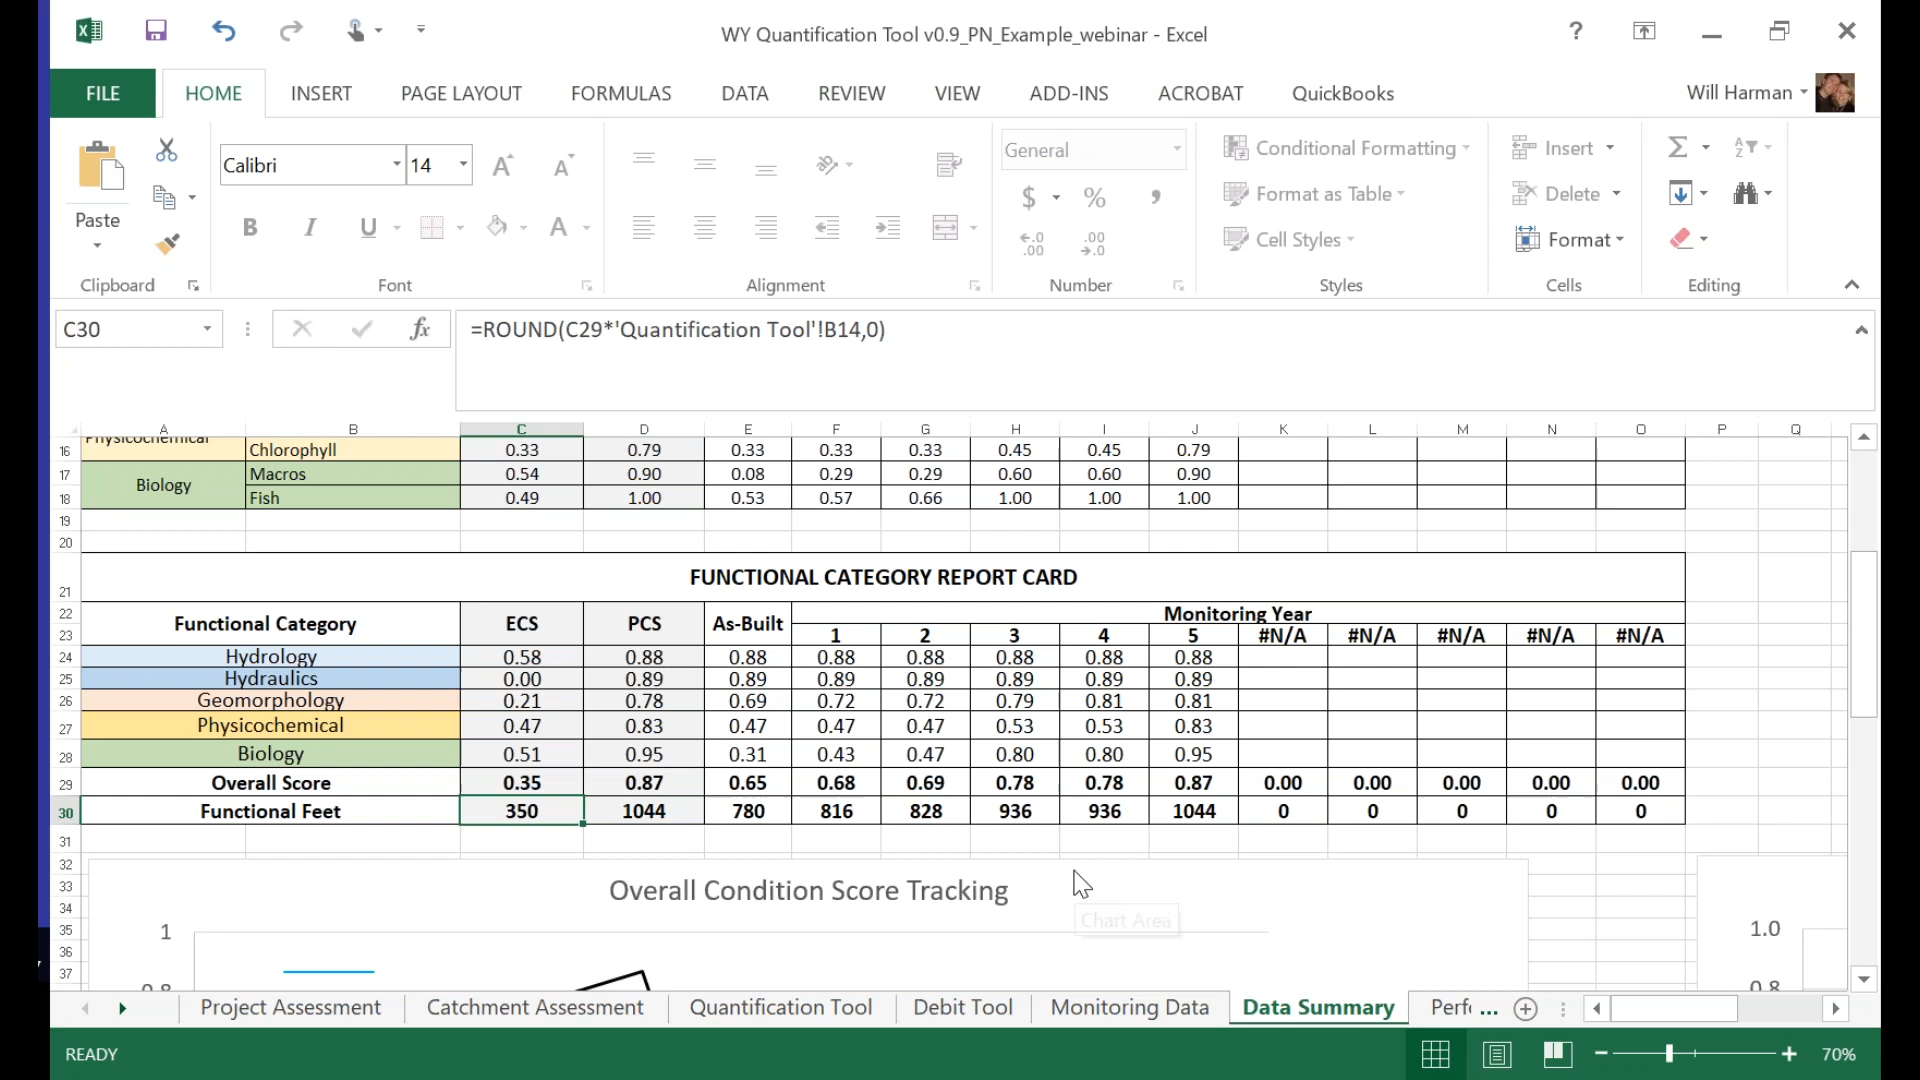 WY Quantification Tool v0.9_PN_Example_webinar - Excel
?
FILE HOME INSERT PAGE LAYOUT FORMULAS DATA REVIEW VIEW ADD-INS ACROBAT QuickBooks Will Harman
Paste
Calibri 14
B I U
General
$ % ,
Conditional Formatting
Format as Table
Cell Styles
Insert
Delete
Format
Clipboard Font Alignment Number Styles Cells Editing
C30 fx =ROUND(C29*'Quantification Tool'!B14,0)
A B C D E F G H I J K L M N O P Q
16 Physicochemical Chlorophyll 0.33 0.79 0.33 0.33 0.33 0.45 0.45 0.79
17 Biology Macros 0.54 0.90 0.08 0.29 0.29 0.60 0.60 0.90
18 Fish 0.49 1.00 0.53 0.57 0.66 1.00 1.00 1.00
19
20
21 FUNCTIONAL CATEGORY REPORT CARD
22 Functional Category ECS PCS As-Built Monitoring Year
23 1 2 3 4 5 #N/A #N/A #N/A #N/A #N/A
24 Hydrology 0.58 0.88 0.88 0.88 0.88 0.88 0.88 0.88
25 Hydraulics 0.00 0.89 0.89 0.89 0.89 0.89 0.89 0.89
26 Geomorphology 0.21 0.78 0.69 0.72 0.72 0.79 0.81 0.81
27 Physicochemical 0.47 0.83 0.47 0.47 0.47 0.53 0.53 0.83
28 Biology 0.51 0.95 0.31 0.43 0.47 0.80 0.80 0.95
29 Overall Score 0.35 0.87 0.65 0.68 0.69 0.78 0.78 0.87 0.00 0.00 0.00 0.00 0.00
30 Functional Feet 350 1044 780 816 828 936 936 1044 0 0 0 0 0
31
32
33 Overall Condition Score Tracking
34
35 Chart Area
1 1.0
36
37
0.8 0.8
Project Assessment Catchment Assessment Quantification Tool Debit Tool Monitoring Data Data Summary Perfo ...
READY 70%